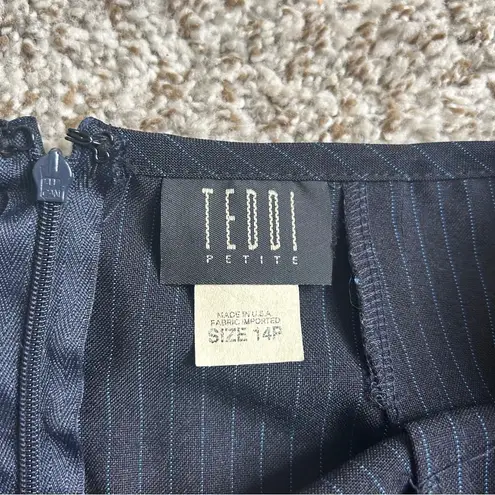 TEDDI
PETITE
MADE IN U.S.A.
FABRIC IMPORTED
SIZE 14P